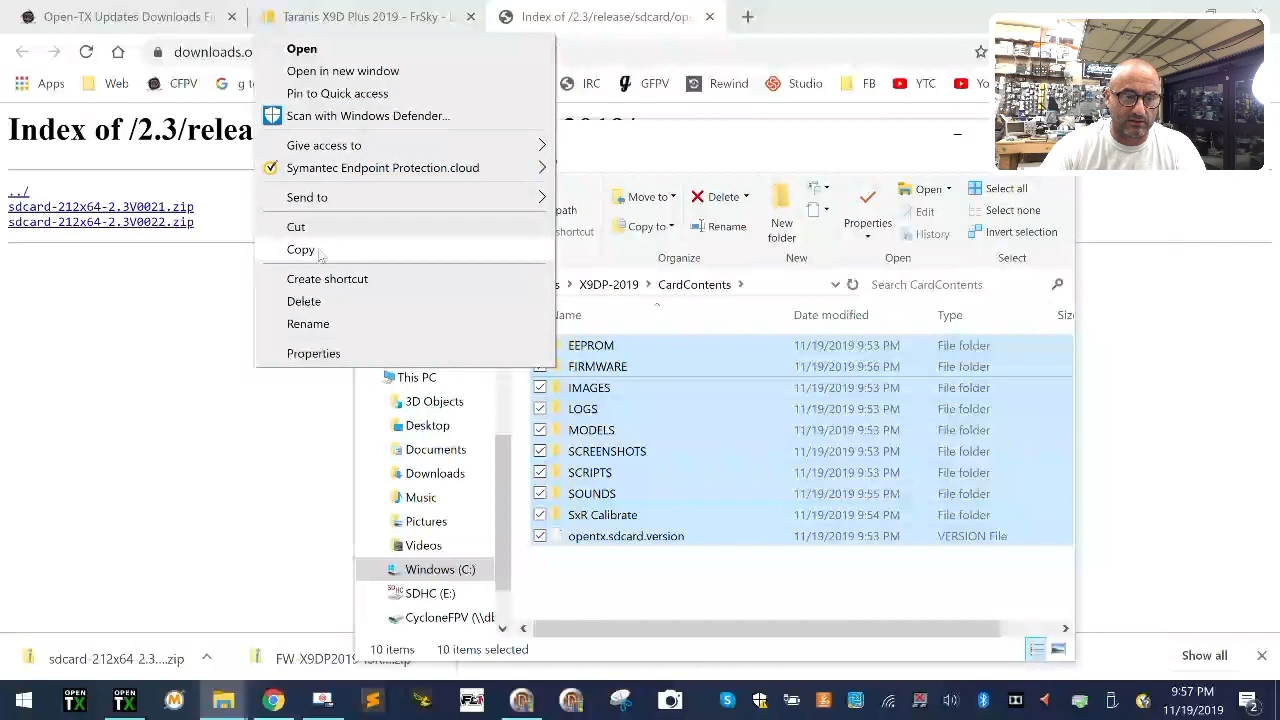 Open-TX Updates Downloads F
Taranis X9D Plus 2019 - FrSky -
Index of /2.3/release/sdcard/ope
downloads.o
Apps
Web
CFPV
g to
IRC
GFPV
Rewind
Studio
FB
YTC
Yo
Index of /2.3/relea
../
sdcard-212x64-2.3V0021.zip
sdcard-212x64-2.3V0022.zip
Open
Scan with Windows Defender...
Give access to
Symantec Endpoint Protection cloud
Send to
Cut
Copy
Create shortcut
Delete
Rename
Properties
path
shortcut
Move to
Copy to
Delete
Rename
Organize
New
folder
New
Properties
Open
Edit
History
Open
Select all
Select none
Invert selection
Select
X9DP-2019
CardContents
Search CardContents
Name
Date modified
Type
Siz
EEPROM 11/19/2019 9:53 PM File folder
FIRMWARE 11/19/2019 9:56 PM File folder
IMAGES 11/19/2019 9:53 PM File folder
LOGS 11/19/2019 9:53 PM File folder
MODELS 11/19/2019 9:53 PM File folder
SCREENSHOTS 11/19/2019 9:53 PM File folder
SCRIPTS 11/19/2019 9:53 PM File folder
SOUNDS 11/19/2019 9:55 PM File folder
SxR Calibrate 11/19/2019 9:54 PM File folder
opentx.sdcard.version 11/19/2019 9:53 PM VERSION File
This PC
3D Objects
Desktop
Documents
Downloads
Music
Pictures
Videos
Windows (C:)
SDHC (E:)
CycloneFPV (\\db
10 items
10 items selected
sdcard-212x64-2.3....zip
Show all
OPEN TX
OPEN TX
9:57 PM
11/19/2019
2